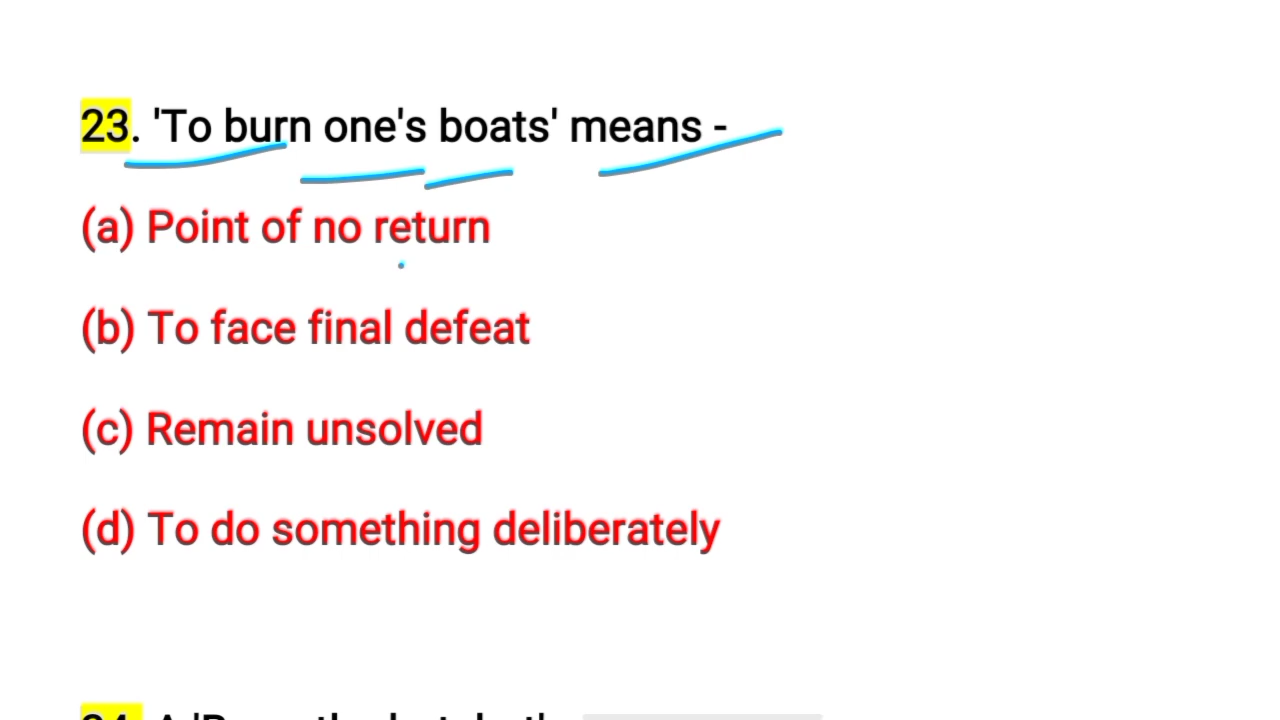 23. 'To burn one's boats' means -
(a) Point of no return
(b) To face final defeat
(c) Remain unsolved
(d) To do something deliberately